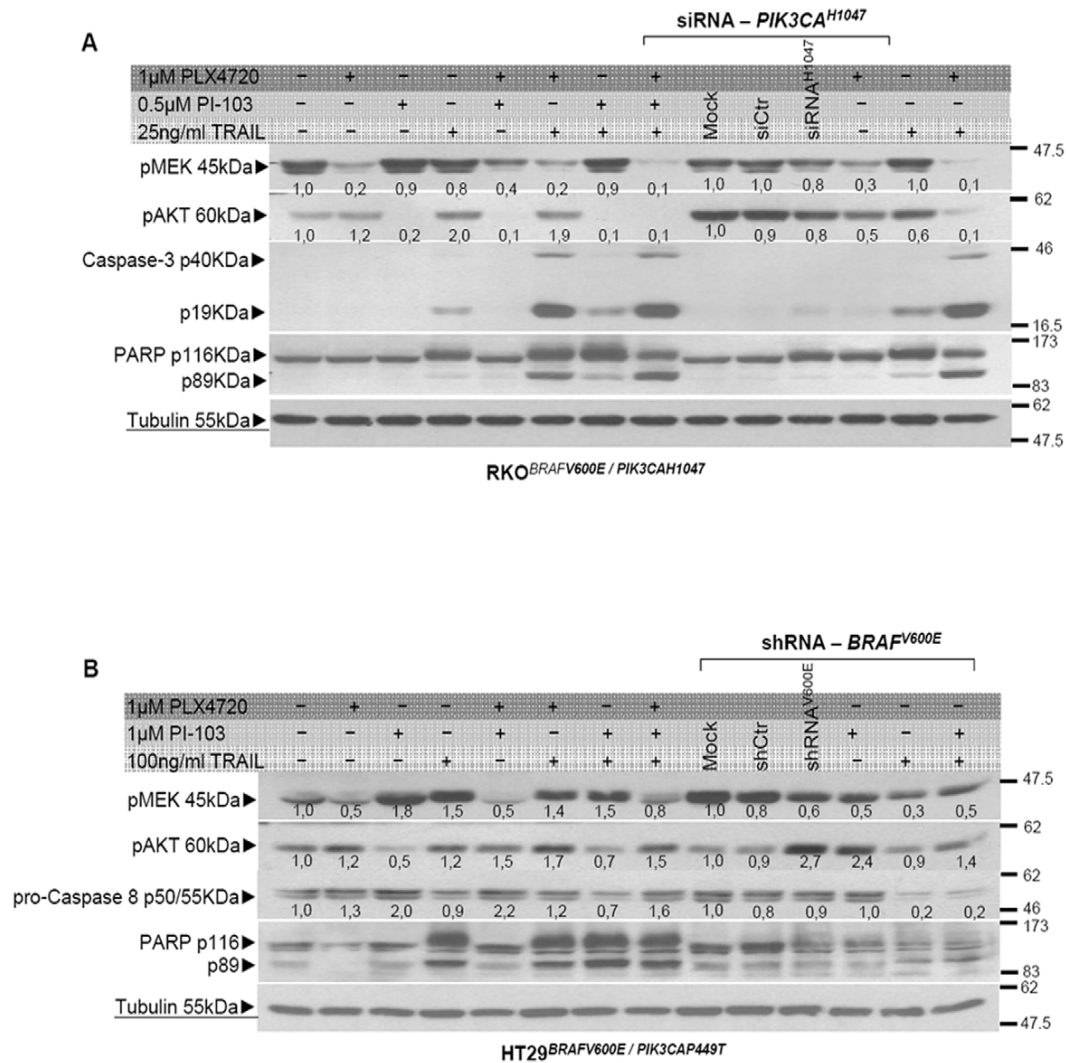 siRNA – PIK3CA^H1047
A
1µM PLX4720 – + – – + + – + Mock siCtr siRNA^H1047 + – +
0.5µM PI-103 – – + – + – + + – – –
25ng/ml TRAIL – – – + – + + + – + +
pMEK 45kDa 47.5
1,0 0,2 0,9 0,8 0,4 0,2 0,9 0,1 1,0 1,0 0,8 0,3 1,0 0,1
pAKT 60kDa 62
1,0 1,2 0,2 2,0 0,1 1,9 0,1 0,1 1,0 0,9 0,8 0,5 0,6 0,1
Caspase-3 p40KDa 46
p19KDa 16.5
PARP p116KDa 173
p89KDa 83
Tubulin 55kDa 62
47.5
RKO^BRAFV600E / PIK3CAH1047
shRNA – BRAF^V600E
B
1µM PLX4720 – + – – + + – + Mock shCtr shRNA^V600E – – –
1µM PI-103 – – + – + – + + + – +
100ng/ml TRAIL – – – + – + + + – + +
pMEK 45kDa 47.5
1,0 0,5 1,8 1,5 0,5 1,4 1,5 0,8 1,0 0,8 0,6 0,5 0,3 0,5
pAKT 60kDa 62
1,0 1,2 0,5 1,2 1,5 1,7 0,7 1,5 1,0 0,9 2,7 2,4 0,9 1,4
pro-Caspase 8 p50/55KDa 62
1,0 1,3 2,0 0,9 2,2 1,2 0,7 1,6 1,0 0,8 0,9 1,0 0,2 0,2
46
PARP p116 173
p89 83
Tubulin 55kDa 62
47.5
HT29^BRAFV600E / PIK3CAP449T